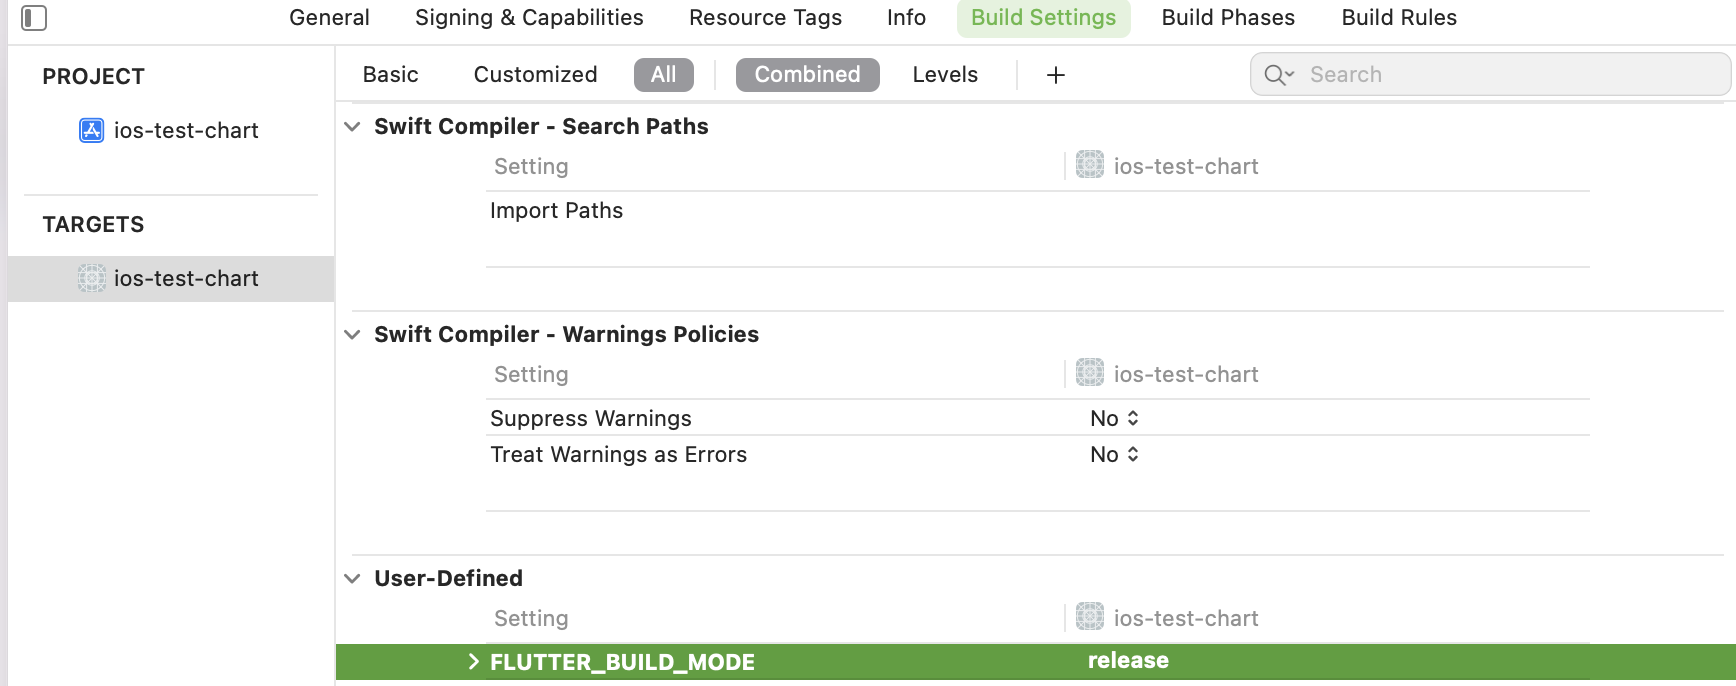 General Signing & Capabilities Resource Tags Info Build Settings Build Phases Build Rules
PROJECT
ios-test-chart
TARGETS
ios-test-chart
Basic Customized All Combined Levels + Search
Swift Compiler - Search Paths
Setting ios-test-chart
Import Paths
Swift Compiler - Warnings Policies
Setting ios-test-chart
Suppress Warnings No
Treat Warnings as Errors No
User-Defined
Setting ios-test-chart
FLUTTER_BUILD_MODE release